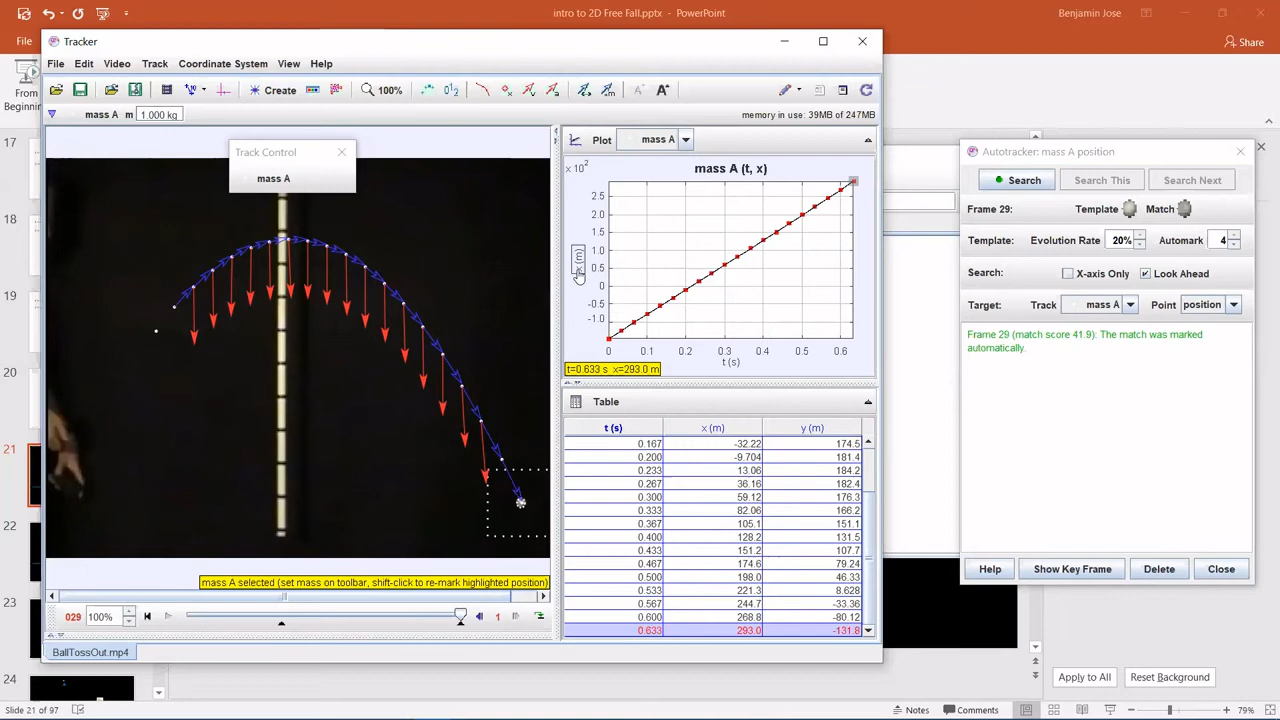 intro to 2D Free Fall.pptx - PowerPoint
Benjamin Jose
File
Share
From
Beginning
Tracker
File Edit Video Track Coordinate System View Help
Create 100%
mass A m 1.000 kg
memory in use: 39MB of 247MB
Track Control
mass A
Plot mass A
x 10²
mass A (t, x)
2.5
2.0
1.5
1.0
0.5
0
-0.5
-1.0
x (m)
0 0.1 0.2 0.3 0.4 0.5 0.6
t (s)
t=0.633 s x=293.0 m
Table
t (s) x (m) y (m)
0.167 -32.22 174.5
0.200 -9.704 181.4
0.233 13.06 184.2
0.267 36.16 182.4
0.300 59.12 176.3
0.333 82.06 166.2
0.367 105.1 151.1
0.400 128.2 131.5
0.433 151.2 107.7
0.467 174.6 79.24
0.500 198.0 46.33
0.533 221.3 8.628
0.567 244.7 -33.36
0.600 268.8 -80.12
0.633 293.0 -131.8
mass A selected (set mass on toolbar, shift-click to re-mark highlighted position)
029 100% 1
BallTossOut.mp4
Autotracker: mass A position
Search Search This Search Next
Frame 29: Template Match
Template: Evolution Rate 20% Automark 4
Search: X-axis Only Look Ahead
Target: Track mass A Point position
Frame 29 (match score 41.9): The match was marked
automatically.
Help Show Key Frame Delete Close
17
18
19
20
21
22
23
24
Apply to All Reset Background
Slide 21 of 97
Notes Comments 79%